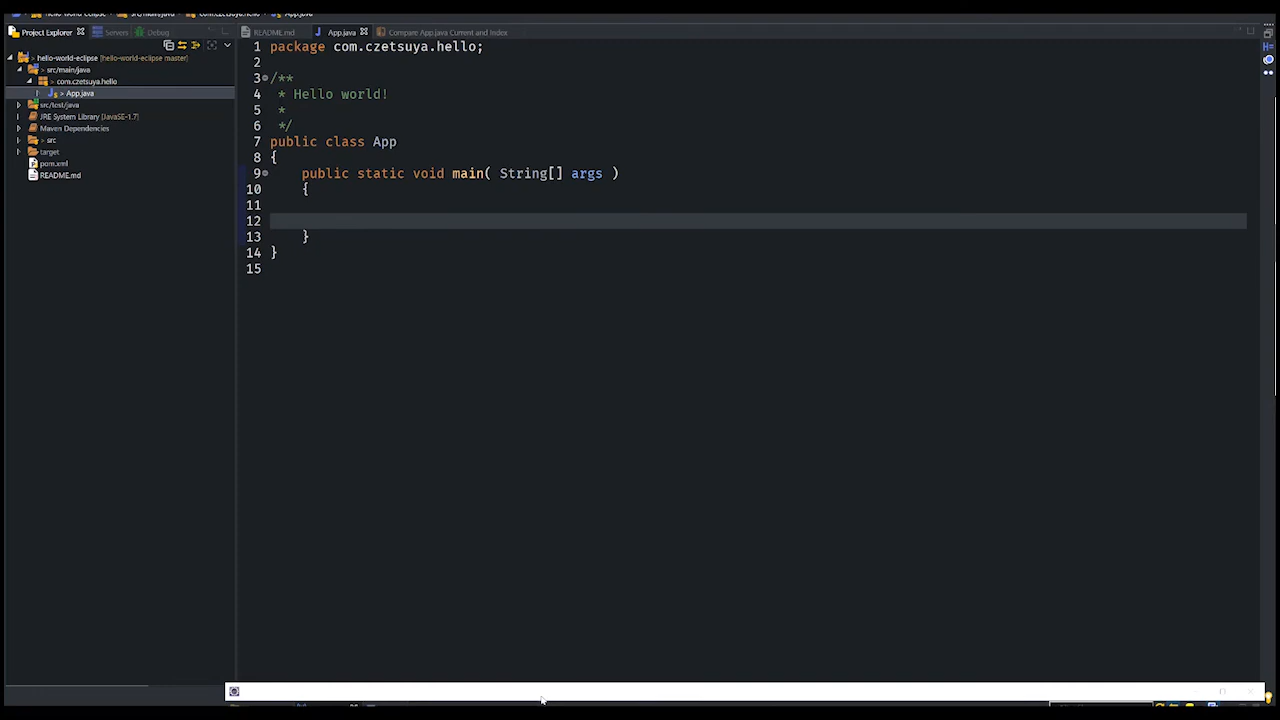 Project Explorer
Servers
Debug
README.md
App.java
Compare App.java Current and Index
hello-world-eclipse [hello-world-eclipse master]
src/main/java
> com.czetsuya.hello
> App.java
src/test/java
JRE System Library [JavaSE-1.7]
Maven Dependencies
> src
target
pom.xml
README.md
1 package com.czetsuya.hello;
2
3 /**
4 * Hello world!
5 *
6 */
7 public class App
8 {
9 public static void main( String[] args )
10 {
11
12
13 }
14 }
15